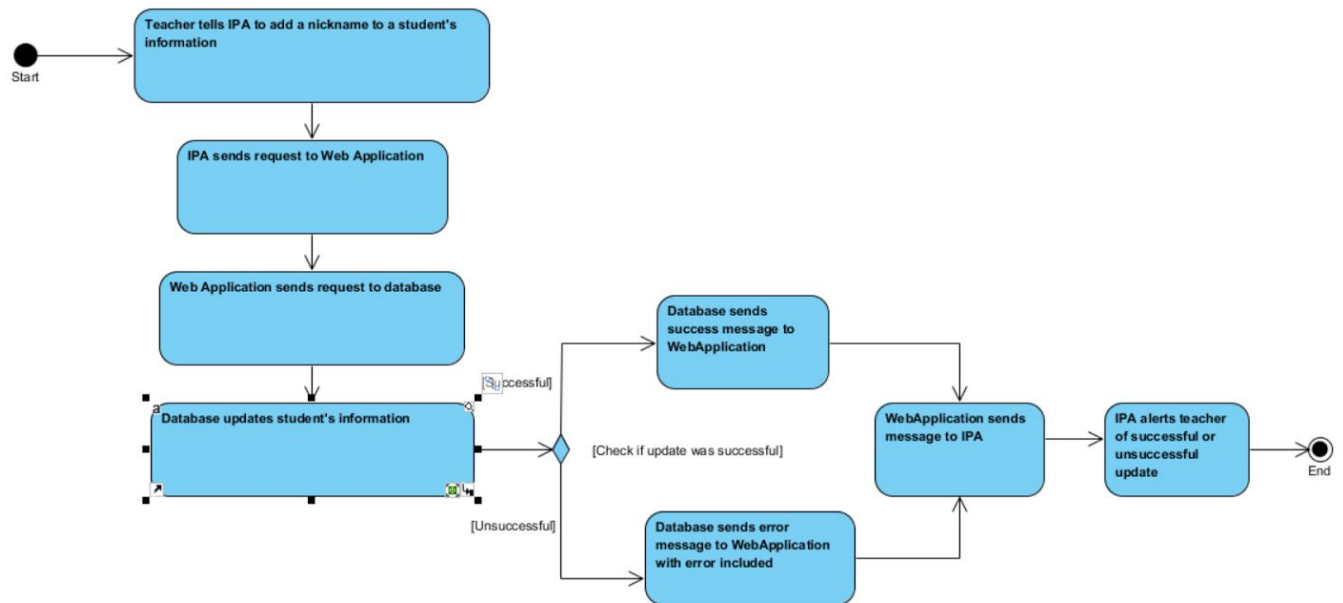 Teacher tells IPA to add a nickname to a student's
information
Start
IPA sends request to Web Application
Web Application sends request to database
a
Database updates student's information
[Successful]
[Check if update was successful]
[Unsuccessful]
Database sends
success message to
WebApplication
Database sends error
message to WebApplication
with error included
WebApplication sends
message to IPA
IPA alerts teacher
of successful or
unsuccessful
update
End